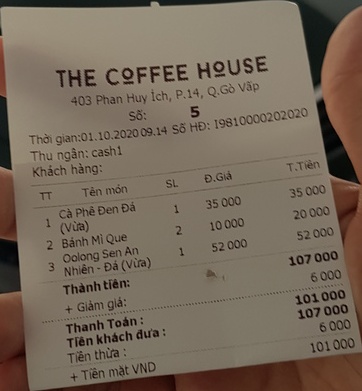 THE COFFEE HOUSE
403 Phan Huy Ích, P.14, Q.Gò Vấp
Số: 5
Thời gian:01.10.2020 09.14 Số HĐ: I9810000202020
Thu ngân: cash1
Khách hàng:
TT Tên món SL Đ.Giá T.Tiền
1 Cà Phê Đen Đá (Vừa) 1 35 000 35 000
2 Bánh Mì Que 2 10 000 20 000
3 Oolong Sen An Nhiên - Đá (Vừa) 1 52 000 52 000
Thành tiền: 107 000
+ Giảm giá: 6 000
Thanh Toán : 101 000
Tiền khách đưa : 107 000
Tiền thừa : 6 000
+ Tiền mặt VND 101 000